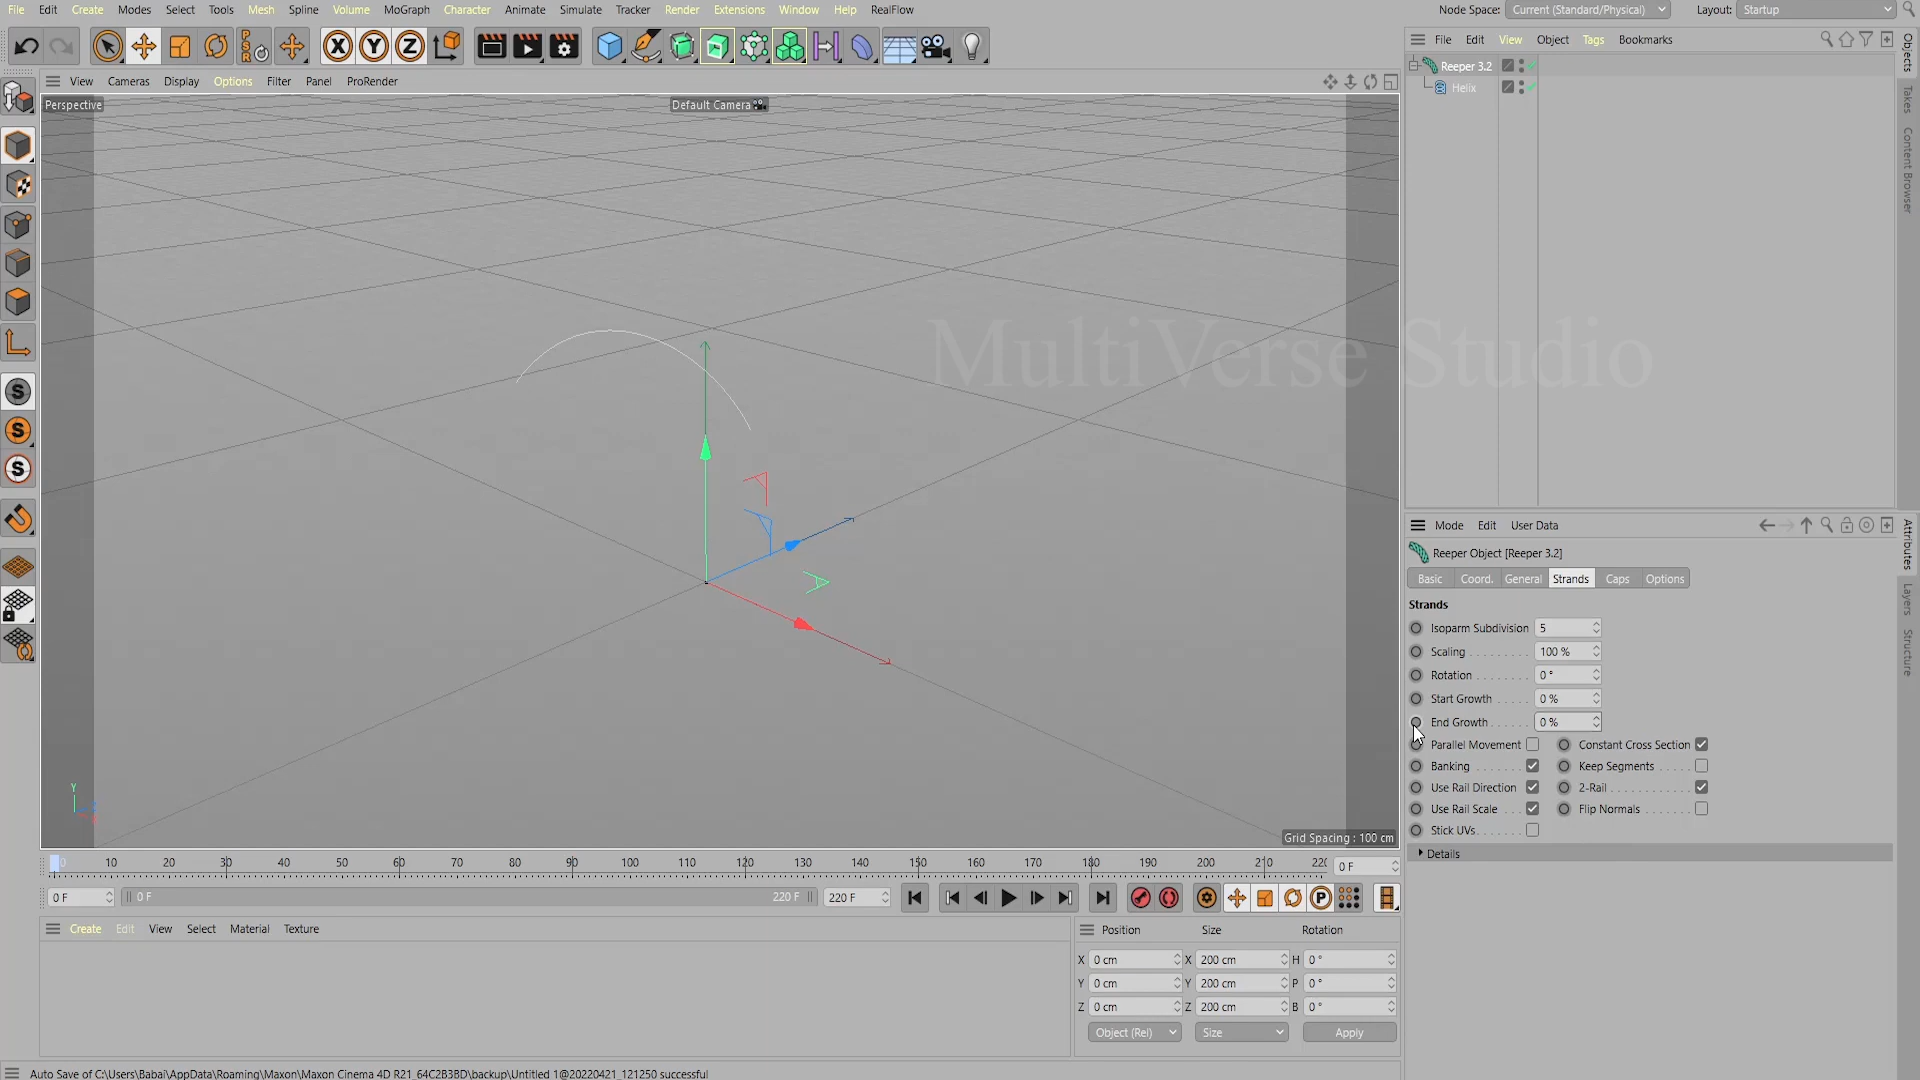 File Edit Create Modes Select Tools Mesh Spline Volume MoGraph Character Animate Simulate Tracker Render Extensions Window Help RealFlow
Node Space: Current (Standard/Physical) Layout: Startup
View Cameras Display Options Filter Panel ProRender
File Edit View Object Tags Bookmarks
Perspective
Default Camera
Reeper 3.2
Helix
Objects
Takes
Content Browser
MultiVerse Studio
Mode Edit User Data
Reeper Object [Reeper 3.2]
Basic Coord. General Strands Caps Options
Strands
Isoparm Subdivision 5
Scaling 100 %
Rotation 0 °
Start Growth 0 %
End Growth 0 %
Parallel Movement Constant Cross Section
Banking Keep Segments
Use Rail Direction 2-Rail
Use Rail Scale Flip Normals
Stick UVs
Details
Attributes
Layers
Structure
Y
Grid Spacing : 100 cm
0 10 20 30 40 50 60 70 80 90 100 110 120 130 140 150 160 170 180 190 200 210 220 0 F
0 F 0 F 220 F 220 F
Create Edit View Select Material Texture
Position Size Rotation
X 0 cm X 200 cm H 0 °
Y 0 cm Y 200 cm P 0 °
Z 0 cm Z 200 cm B 0 °
Object (Rel) Size Apply
Auto Save of C:\Users\Babai\AppData\Roaming\Maxon\Maxon Cinema 4D R21_64C2B3BD\backup\Untitled 1@20220421_121250 successful